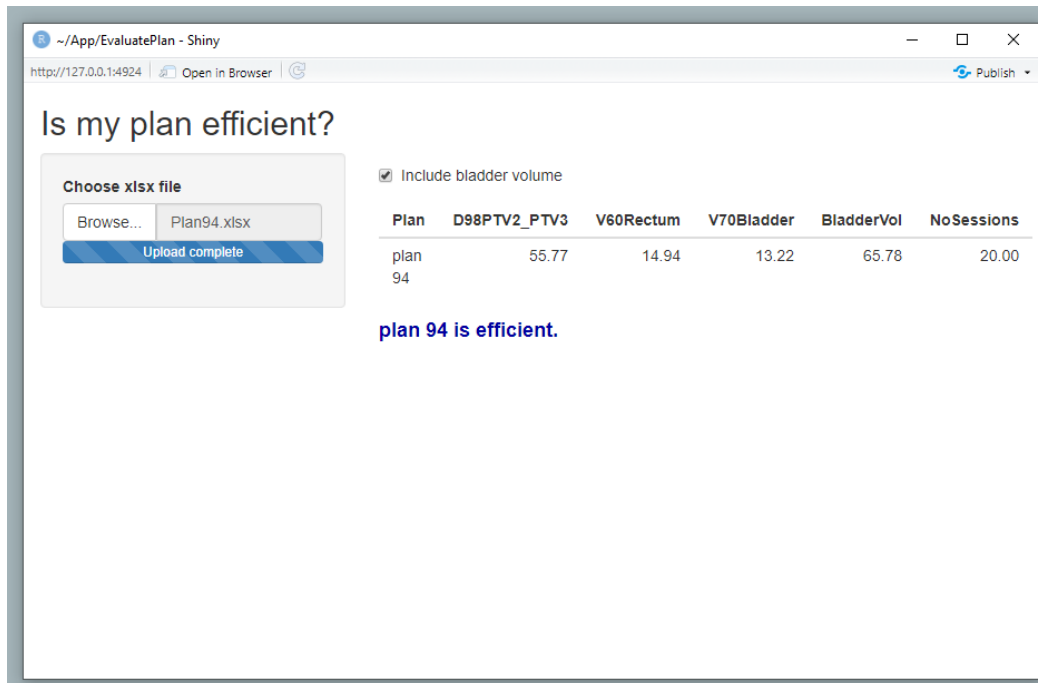 ~/App/EvaluatePlan - Shiny
http://127.0.0.1:4924 Open in Browser Publish
Is my plan efficient?
Choose xlsx file
Browse... Plan94.xlsx
Upload complete
Include bladder volume
Plan D98PTV2_PTV3 V60Rectum V70Bladder BladderVol NoSessions
plan 55.77 14.94 13.22 65.78 20.00
94
plan 94 is efficient.